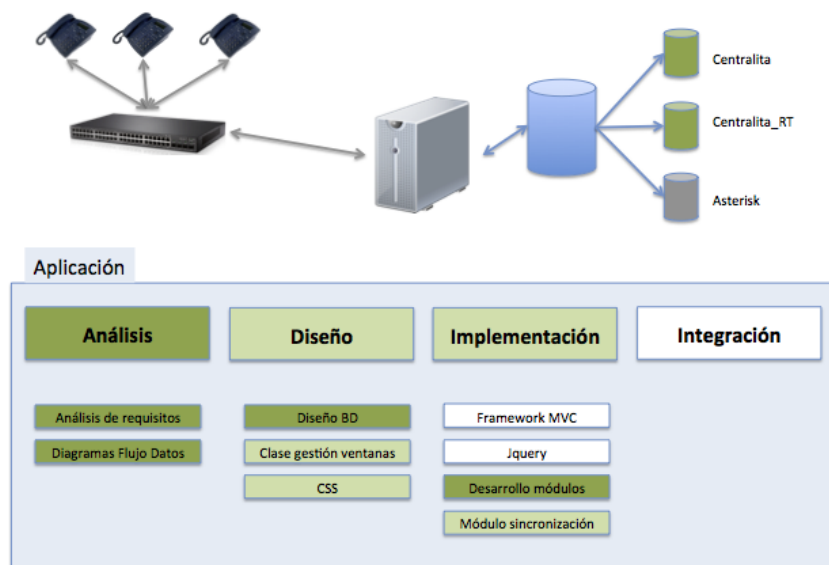 Centralita
Centralita_RT
Asterisk
Aplicación
Análisis
Diseño
Implementación
Integración
Análisis de requisitos
Diseño BD
Framework MVC
Diagramas Flujo Datos
Clase gestión ventanas
Jquery
CSS
Desarrollo módulos
Módulo sincronización